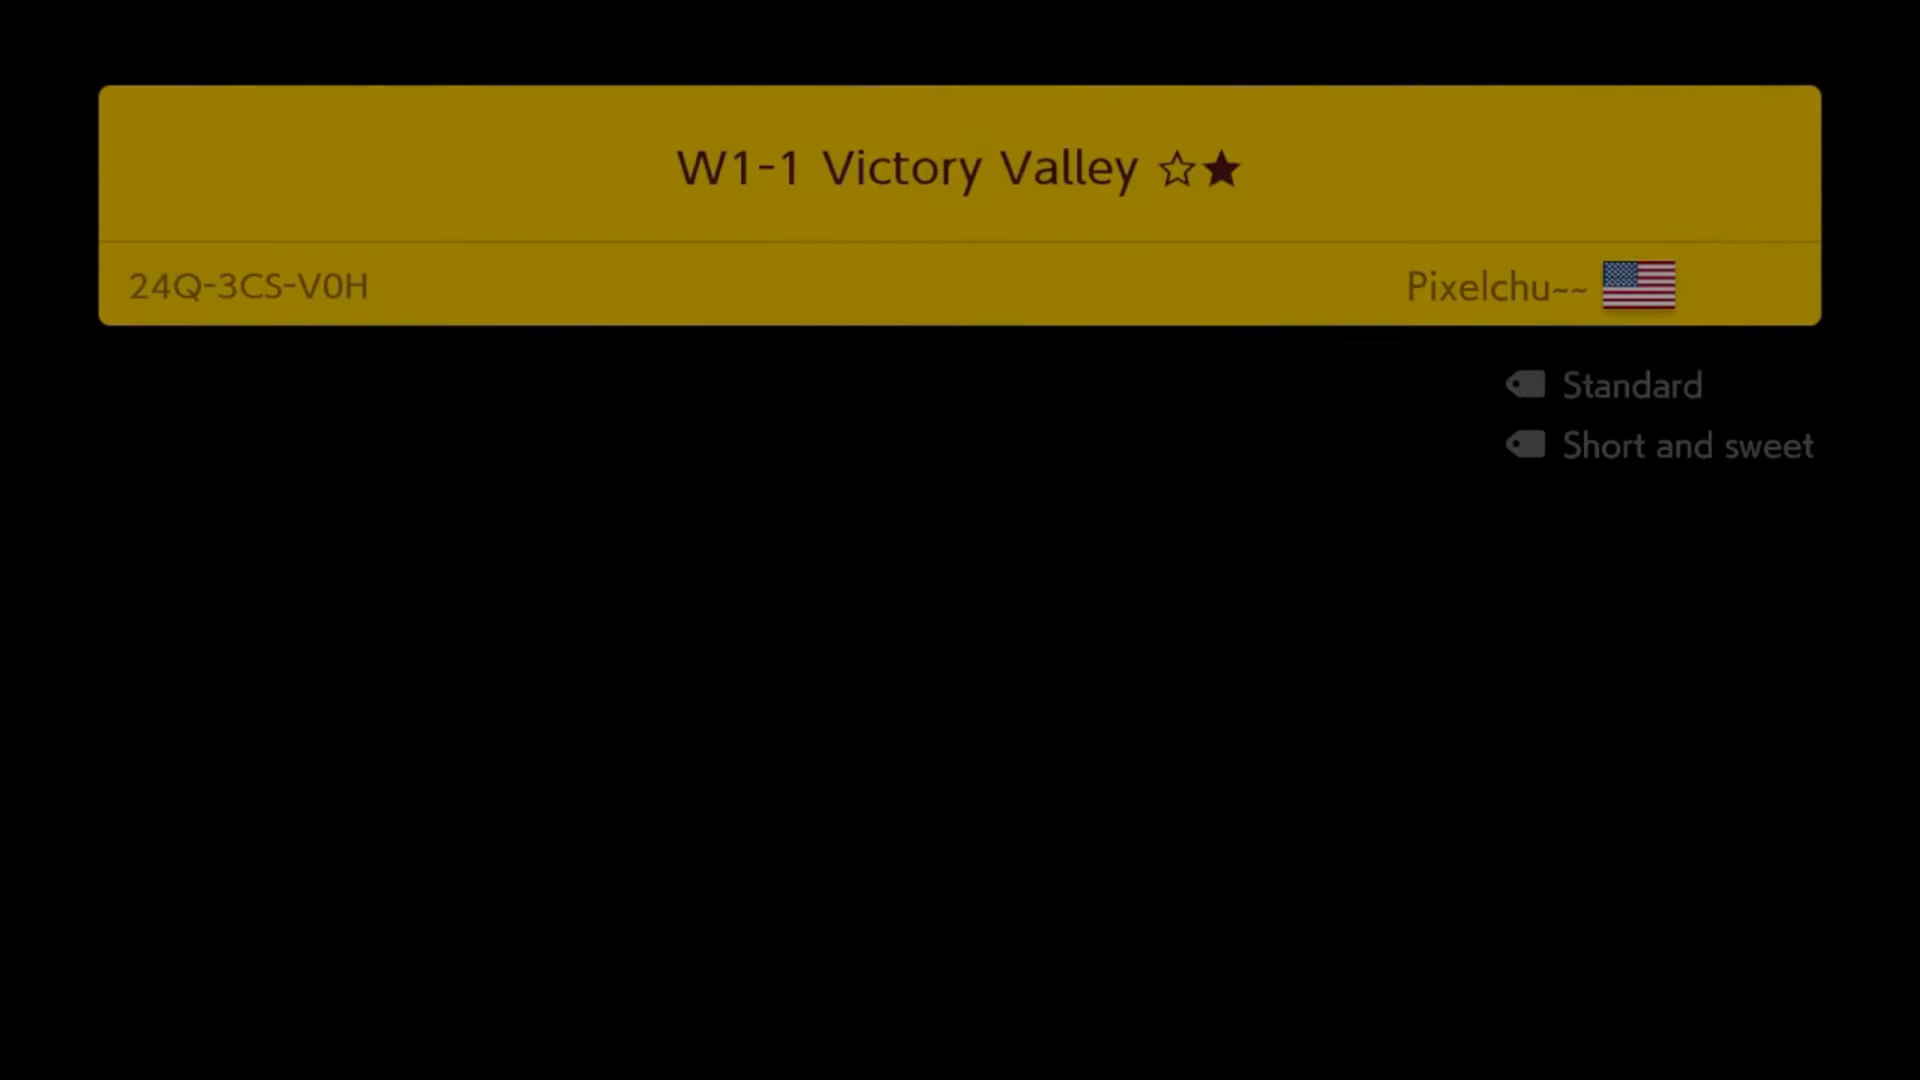 W1-1 Victory Valley ☆★
24Q-3CS-V0H
Pixelchu~~
Standard
Short and sweet